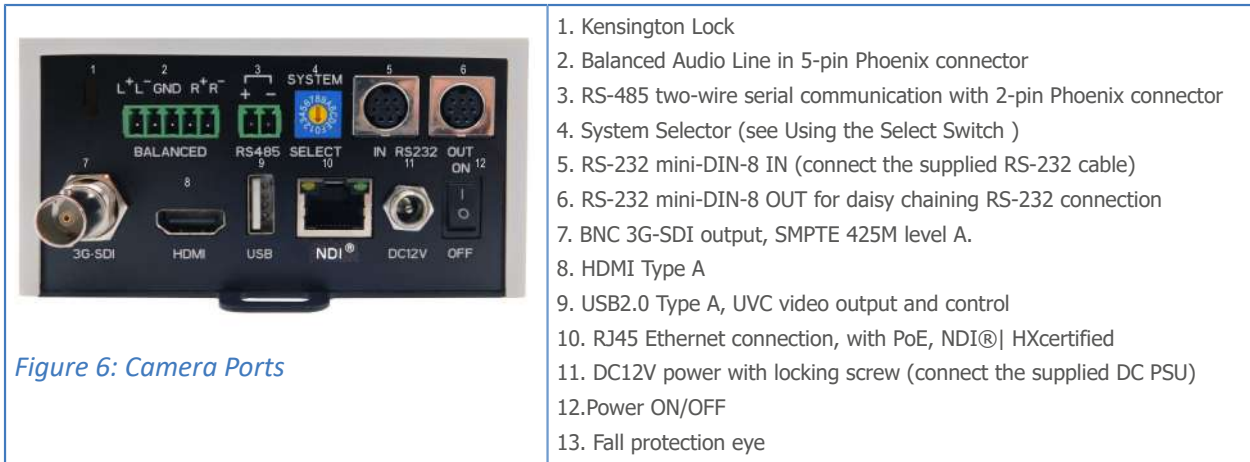 1
2
3
4
5
6
L+L- GND R+R-
+ -
SYSTEM
BALANCED
RS485
SELECT
IN RS232 OUT
7
8
9
10
11
ON 12
3G-SDI
HDMI
USB
NDI®
DC12V
OFF
Figure 6: Camera Ports
1. Kensington Lock
2. Balanced Audio Line in 5-pin Phoenix connector
3. RS-485 two-wire serial communication with 2-pin Phoenix connector
4. System Selector (see Using the Select Switch )
5. RS-232 mini-DIN-8 IN (connect the supplied RS-232 cable)
6. RS-232 mini-DIN-8 OUT for daisy chaining RS-232 connection
7. BNC 3G-SDI output, SMPTE 425M level A.
8. HDMI Type A
9. USB2.0 Type A, UVC video output and control
10. RJ45 Ethernet connection, with PoE, NDI®| HXcertified
11. DC12V power with locking screw (connect the supplied DC PSU)
12.Power ON/OFF
13. Fall protection eye